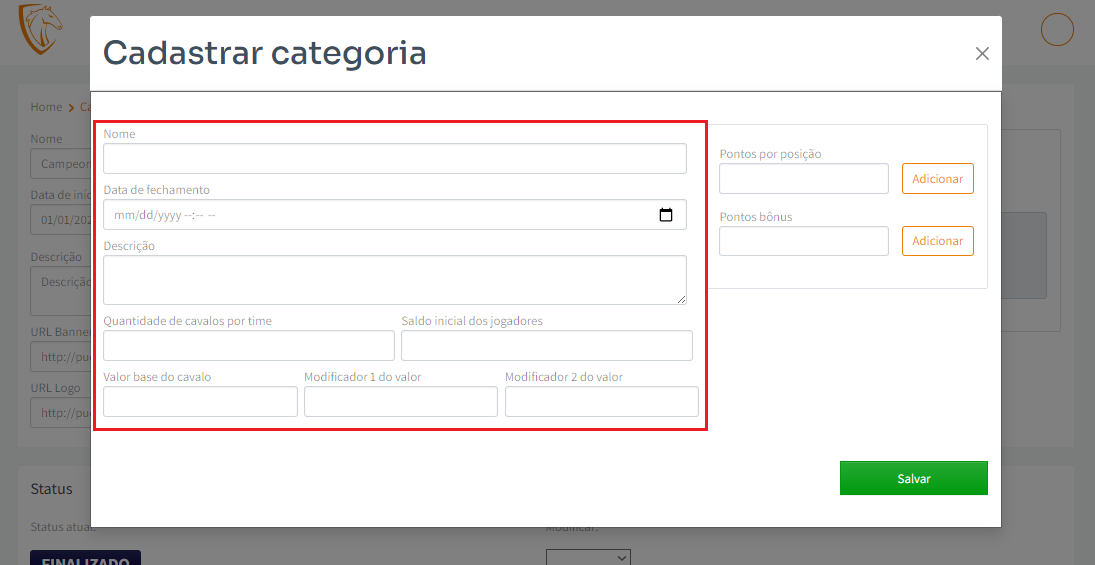 Cadastrar categoria
Home
Nome
Data de fechamento
mm/dd/yyyy --:-- --
Descrição
Quantidade de cavalos por time
Saldo inicial dos jogadores
Valor base do cavalo
Modificador 1 do valor
Modificador 2 do valor
Pontos por posição
Adicionar
Pontos bônus
Adicionar
Salvar
Nome
Data de iníc
01/01/202
Descrição
Descrição
URL Banner
http://pu
URL Logo
http://pu
Status
Status atual:
Modificar:
FINALIZADO